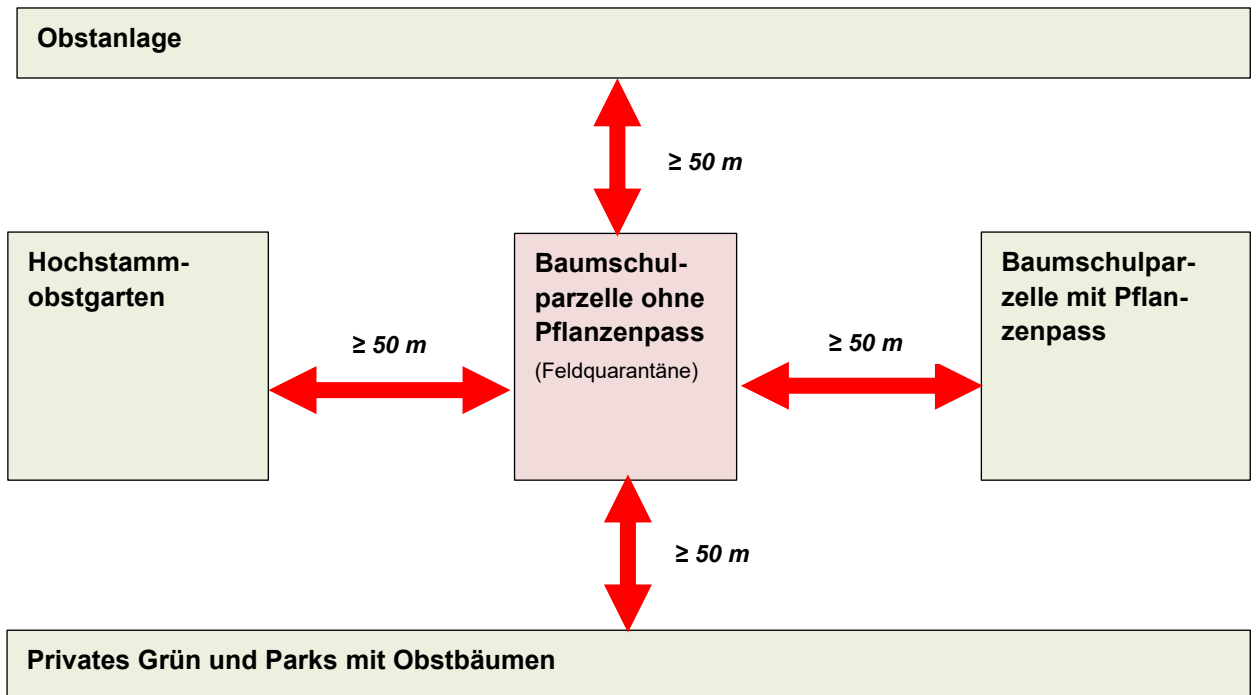 Obstanlage
≥ 50 m
Hochstamm-
obstgarten
≥ 50 m
Baumschul-
parzelle ohne
Pflanzenpass
(Feldquarantäne)
≥ 50 m
Baumschulpar-
zelle mit Pflan-
zenpass
≥ 50 m
Privates Grün und Parks mit Obstbäumen